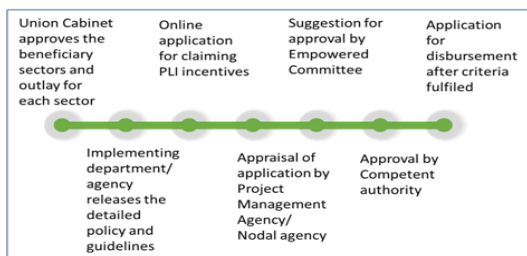 Union Cabinet
approves the
beneficiary
sectors and
outlay for
each sector
Implementing
department/
agency
releases the
detailed
policy and
guidelines
Online
application
for claiming
PLI incentives
Appraisal of
application by
Project
Management
Agency/
Nodal agency
Suggestion for
approval by
Empowered
Committee
Approval by
Competent
authority
Application
for
disbursement
after criteria
fulfiled